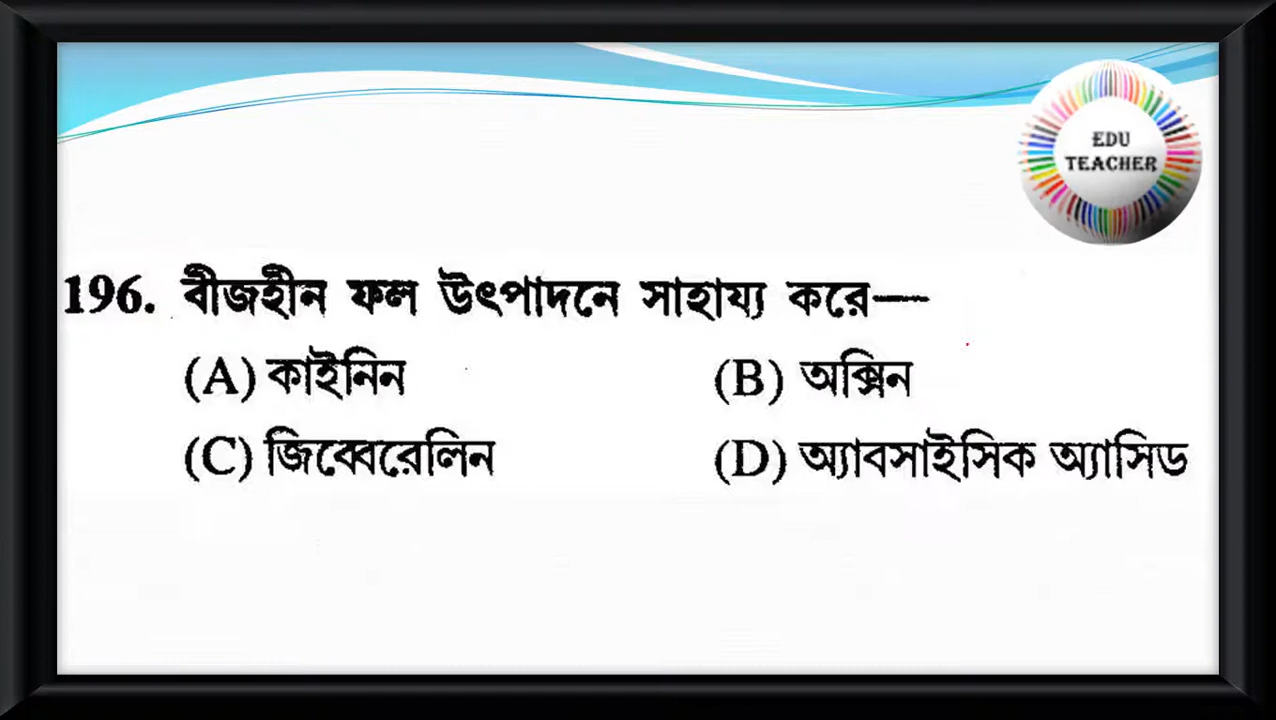 EDU
TEACHER
196. বীজহীন ফল উৎপাদনে সাহায্য করে—
(A) কাইনিন (B) অক্সিন
(C) জিব্বেরেলিন (D) অ্যাবসাইসিক অ্যাসিড